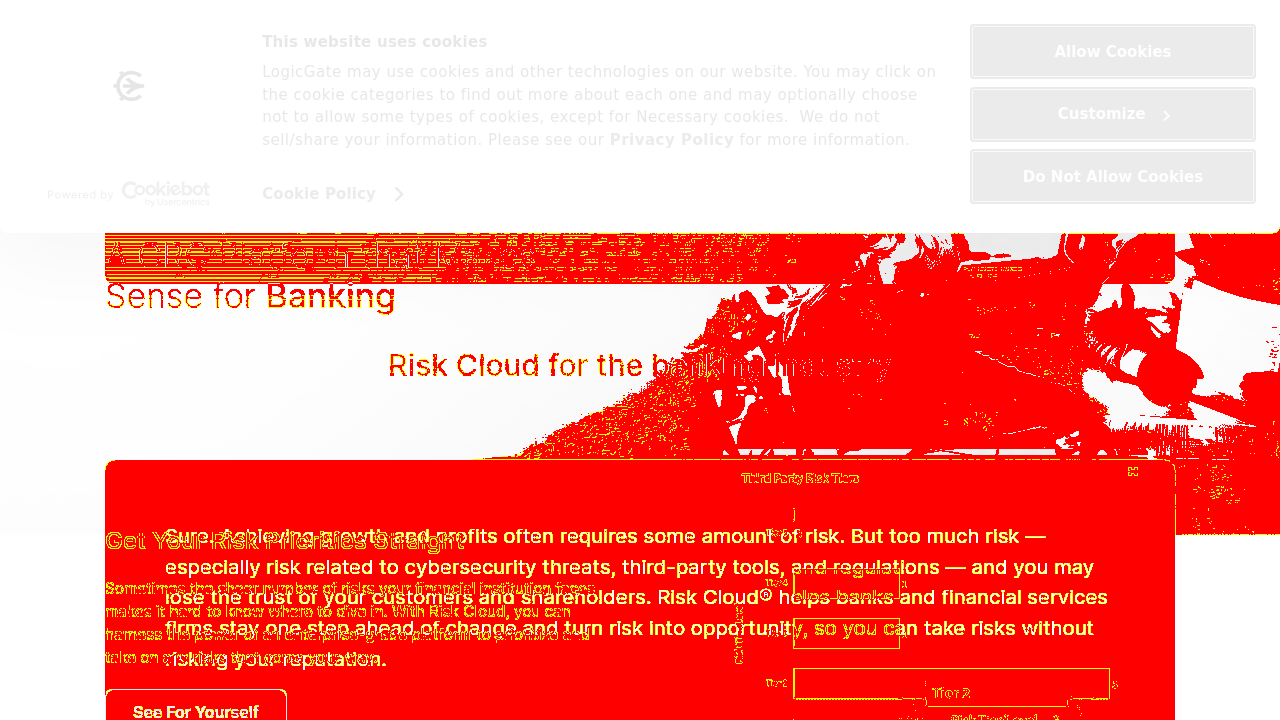 This website uses cookies
LogicGate may use cookies and other technologies on our website. You may click on
the cookie categories to find out more about each one and may optionally choose
not to allow some types of cookies, except for Necessary cookies.  We do not
sell/share your information. Please see our Privacy Policy for more information.
Cookie Policy
Powered by Cookiebot
by Usercentrics
Allow Cookies
Customize
Do Not Allow Cookies
A GRC Platform that
Sense for Banking
Risk Cloud for the banking industry
Third Party Risk Tiers
Sure. Achieving growth and profits often requires some amount of risk. But too much risk —
especially risk related to cybersecurity threats, third-party tools, and regulations — and you may
lose the trust of your customers and shareholders. Risk Cloud® helps banks and financial services
firms stay one step ahead of change and turn risk into opportunity, so you can take risks without
risking your reputation.
Get Your Risk Priorities Straight
Sometimes the sheer number of risks your financial institution faces
makes it hard to know where to dive in. With Risk Cloud, you can
harness the power of an enterprise grc platform to prioritize and
See For Yourself
Tier 2